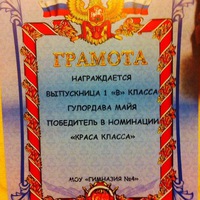 ГРАМОТА
НАГРАЖДАЕТСЯ
ВЫПУСКНИЦА 1 «В» КЛАССА
ГУЛОРДАВА МАЙЯ
ПОБЕДИТЕЛЬ В НОМИНАЦИИ
«КРАСА КЛАССА»
МОУ «ГИМНАЗИЯ №4»